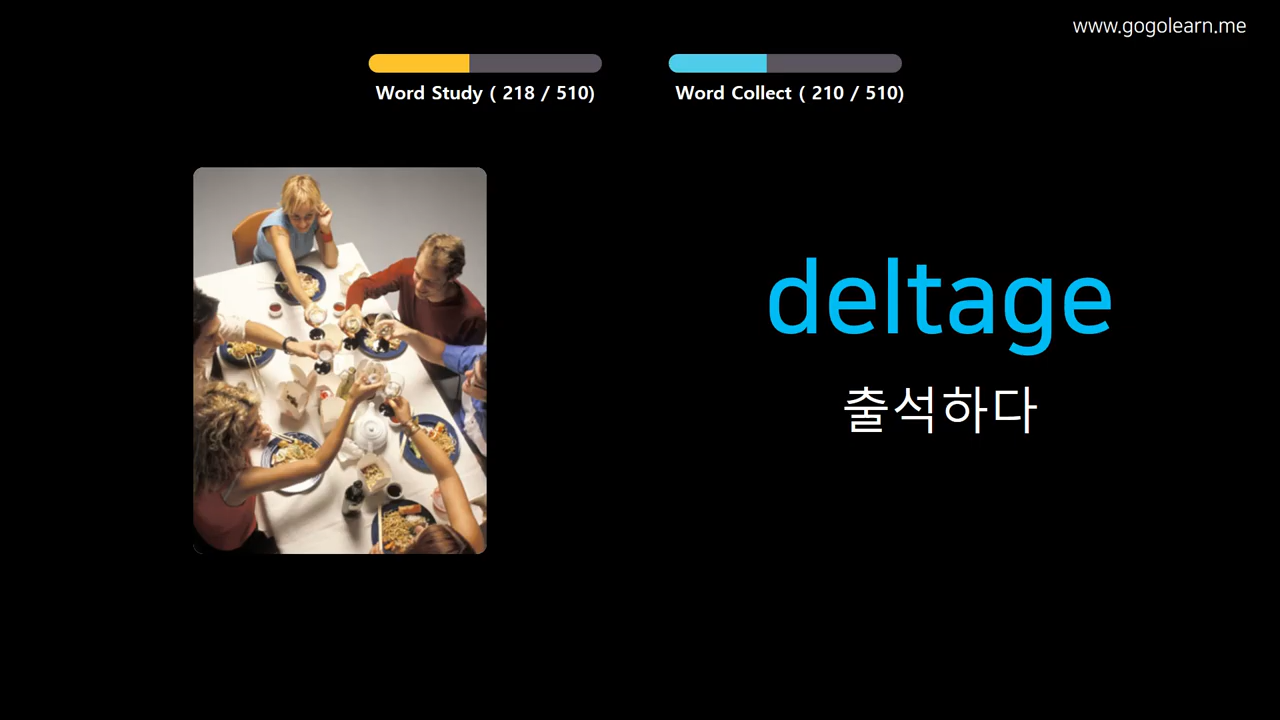 www.gogolearn.me
Word Study ( 218 / 510)
Word Collect ( 210 / 510)
deltage
출석하다